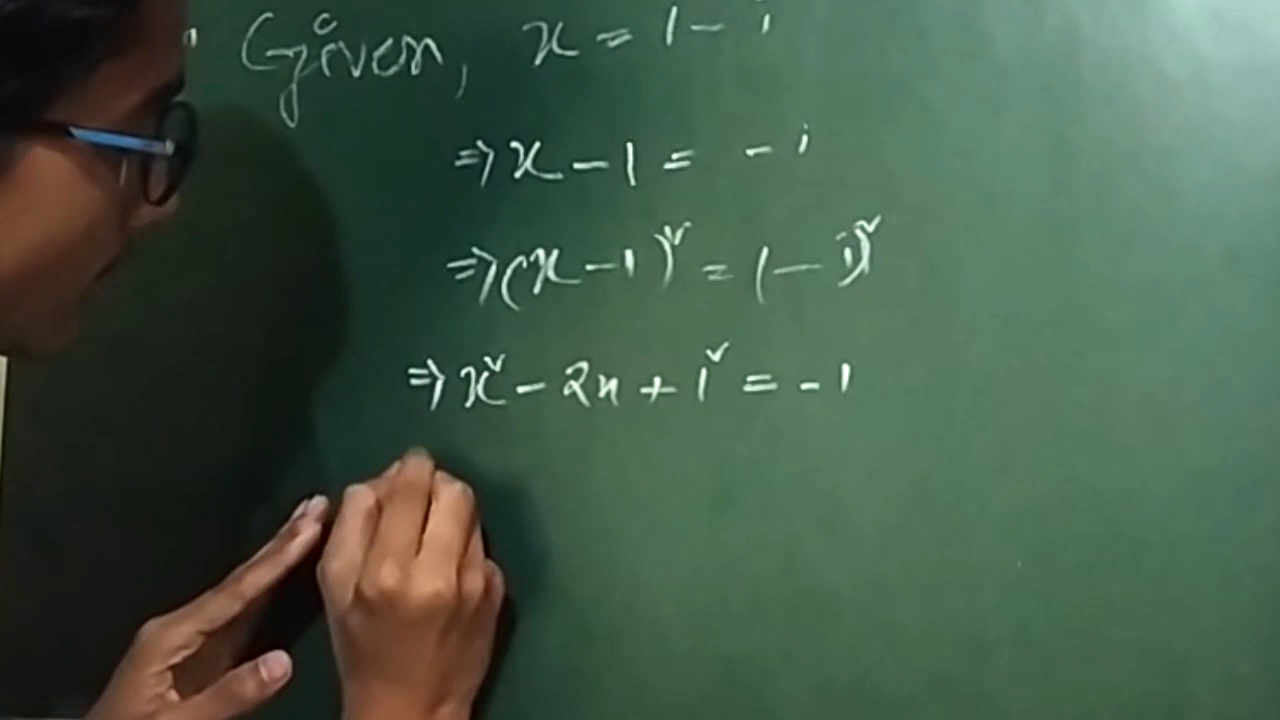 Given, x = 1 - i
⇒ x - 1 = - i
⇒ (x - 1)² = (- i)²
⇒ x² - 2x + 1² = - 1